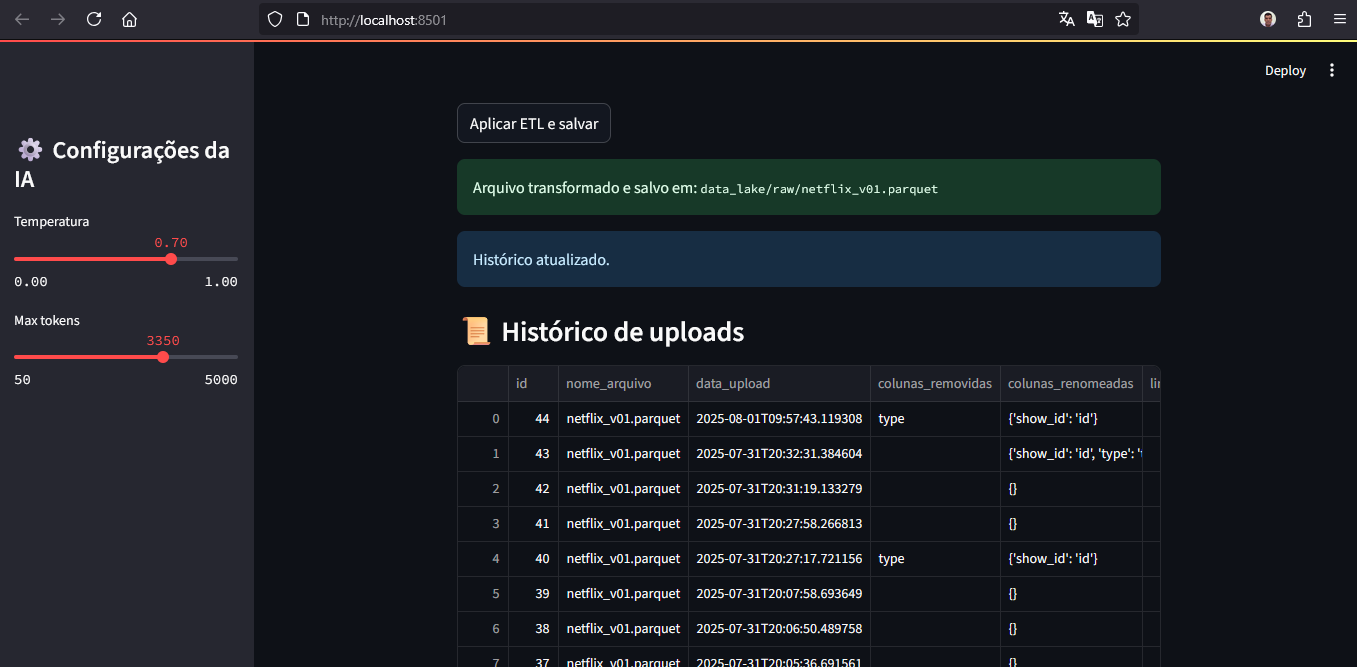 http://localhost:8501
Deploy
Configurações da
IA
Temperatura
0.70
0.00 1.00
Max tokens
3350
50 5000
Aplicar ETL e salvar
Arquivo transformado e salvo em: data_lake/raw/netflix_v01.parquet
Histórico atualizado.
Histórico de uploads
id nome_arquivo data_upload colunas_removidas colunas_renomeadas
0 44 netflix_v01.parquet 2025-08-01T09:57:43.119308 type {'show_id': 'id'}
1 43 netflix_v01.parquet 2025-07-31T20:32:31.384604 {'show_id': 'id', 'type': '
2 42 netflix_v01.parquet 2025-07-31T20:31:19.133279 {}
3 41 netflix_v01.parquet 2025-07-31T20:27:58.266813 {}
4 40 netflix_v01.parquet 2025-07-31T20:27:17.721156 type {'show_id': 'id'}
5 39 netflix_v01.parquet 2025-07-31T20:07:58.693649 {}
6 38 netflix_v01.parquet 2025-07-31T20:06:50.489758 {}
7 37 netflix_v01.parquet 2025-07-31T20:05:36.691561 {}